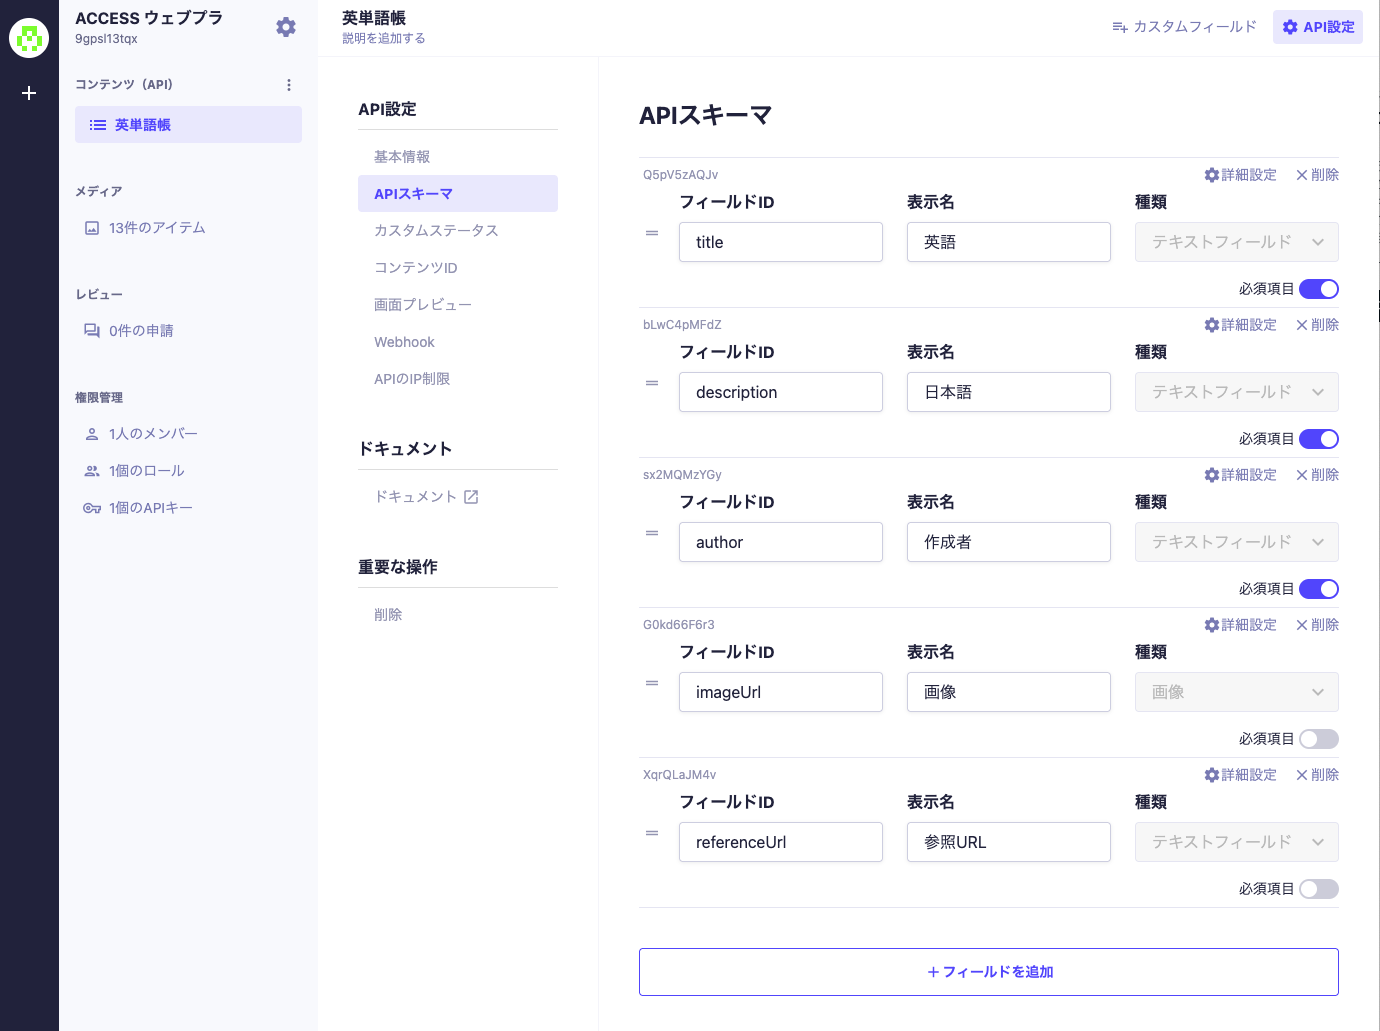 ACCESS ウェブプラ
9gpsl13tqx
コンテンツ（API）
英単語帳
メディア
13件のアイテム
レビュー
0件の申請
権限管理
1人のメンバー
1個のロール
1個のAPIキー
英単語帳
説明を追加する
カスタムフィールド
API設定
API設定
基本情報
APIスキーマ
カスタムステータス
コンテンツID
画面プレビュー
Webhook
APIのIP制限
ドキュメント
ドキュメント
重要な操作
削除
APIスキーマ
Q5pV5zAQJv 詳細設定 削除
フィールドID 表示名 種類
title 英語 テキストフィールド
必須項目
bLwC4pMFdZ 詳細設定 削除
フィールドID 表示名 種類
description 日本語 テキストフィールド
必須項目
sx2MQMzYGy 詳細設定 削除
フィールドID 表示名 種類
author 作成者 テキストフィールド
必須項目
G0kd66F6r3 詳細設定 削除
フィールドID 表示名 種類
imageUrl 画像 画像
必須項目
XqrQLaJM4v 詳細設定 削除
フィールドID 表示名 種類
referenceUrl 参照URL テキストフィールド
必須項目
＋フィールドを追加